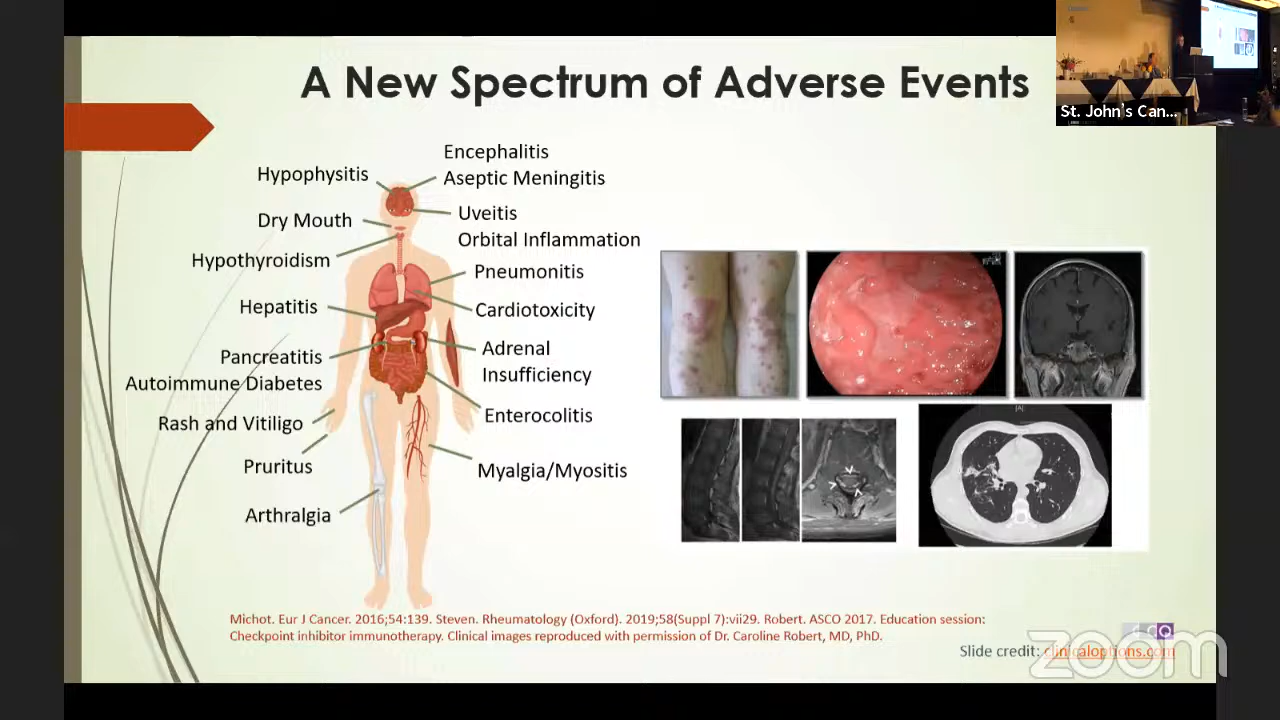 A New Spectrum of Adverse Events
St. John's Can...
Encephalitis
Hypophysitis
Aseptic Meningitis
Dry Mouth
Uveitis
Orbital Inflammation
Hypothyroidism
Pneumonitis
Hepatitis
Cardiotoxicity
Adrenal
Insufficiency
Pancreatitis
Autoimmune Diabetes
Rash and Vitiligo
Enterocolitis
Pruritus
Myalgia/Myositis
Arthralgia
[A]
Michot. Eur J Cancer. 2016;54:139. Steven. Rheumatology (Oxford). 2019;58(Suppl 7):vii29. Robert. ASCO 2017. Education session:
Checkpoint inhibitor immunotherapy. Clinical images reproduced with permission of Dr. Caroline Robert, MD, PhD.
Slide credit: clinicaloptions.com
zoom